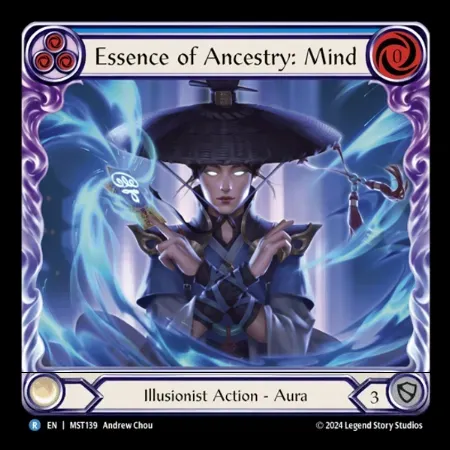 Essence of Ancestry: Mind
0
Illusionist Action - Aura
3
R EN | MST139 Andrew Chou
© 2024 Legend Story Studios